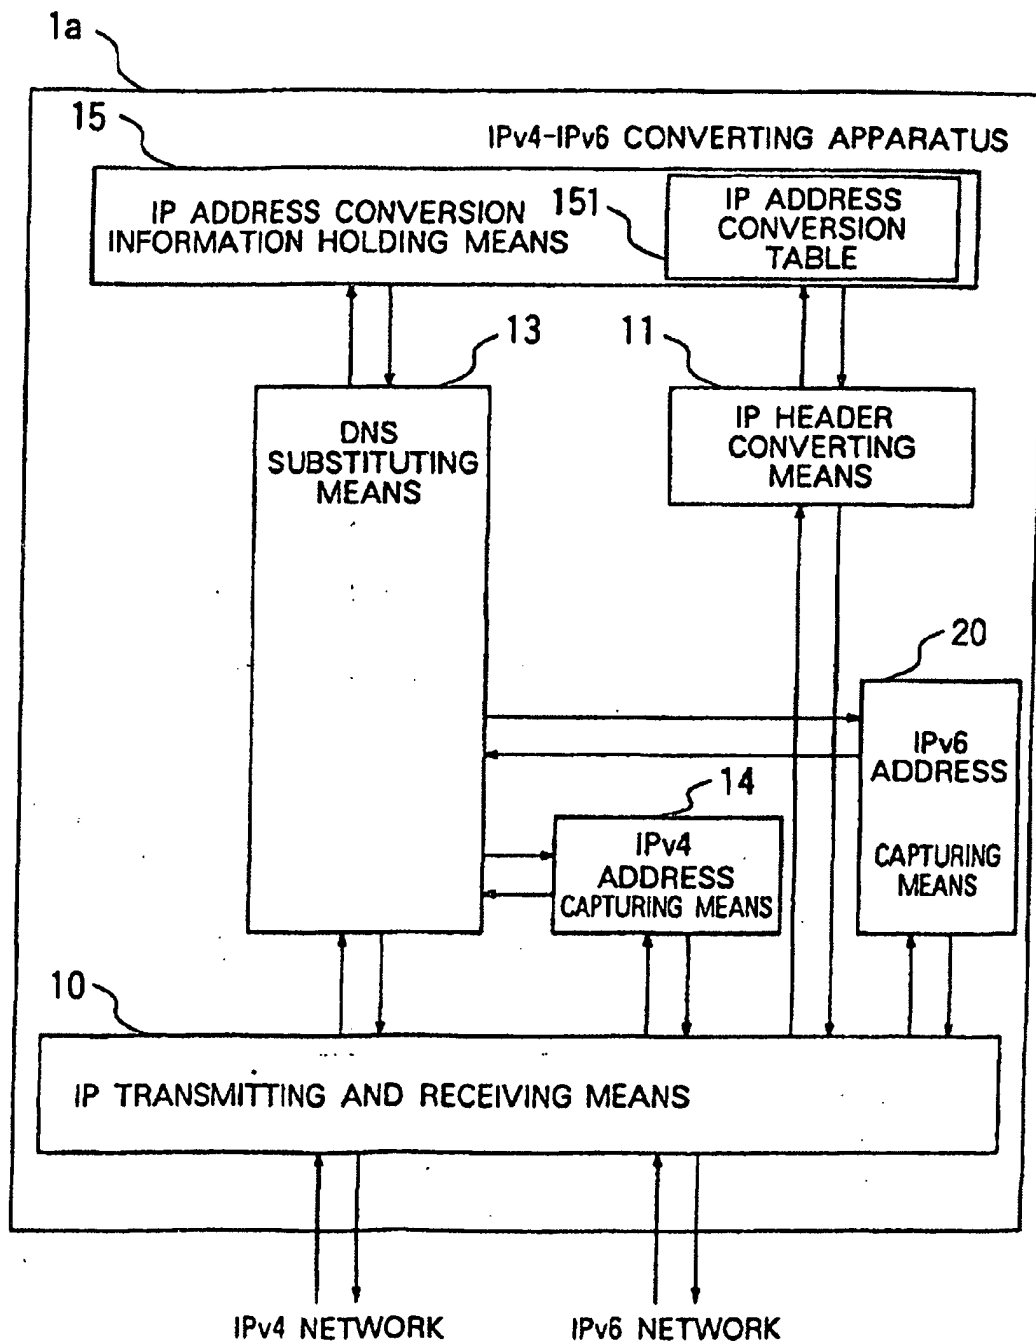 1a
15
IPv4-IPv6 CONVERTING APPARATUS
IP ADDRESS CONVERSION
INFORMATION HOLDING MEANS
151
IP ADDRESS
CONVERSION
TABLE
13
11
DNS
SUBSTITUTING
MEANS
IP HEADER
CONVERTING
MEANS
20
IPv6
ADDRESS
CAPTURING
MEANS
14
IPv4
ADDRESS
CAPTURING MEANS
10
IP TRANSMITTING AND RECEIVING MEANS
IPv4 NETWORK
IPv6 NETWORK